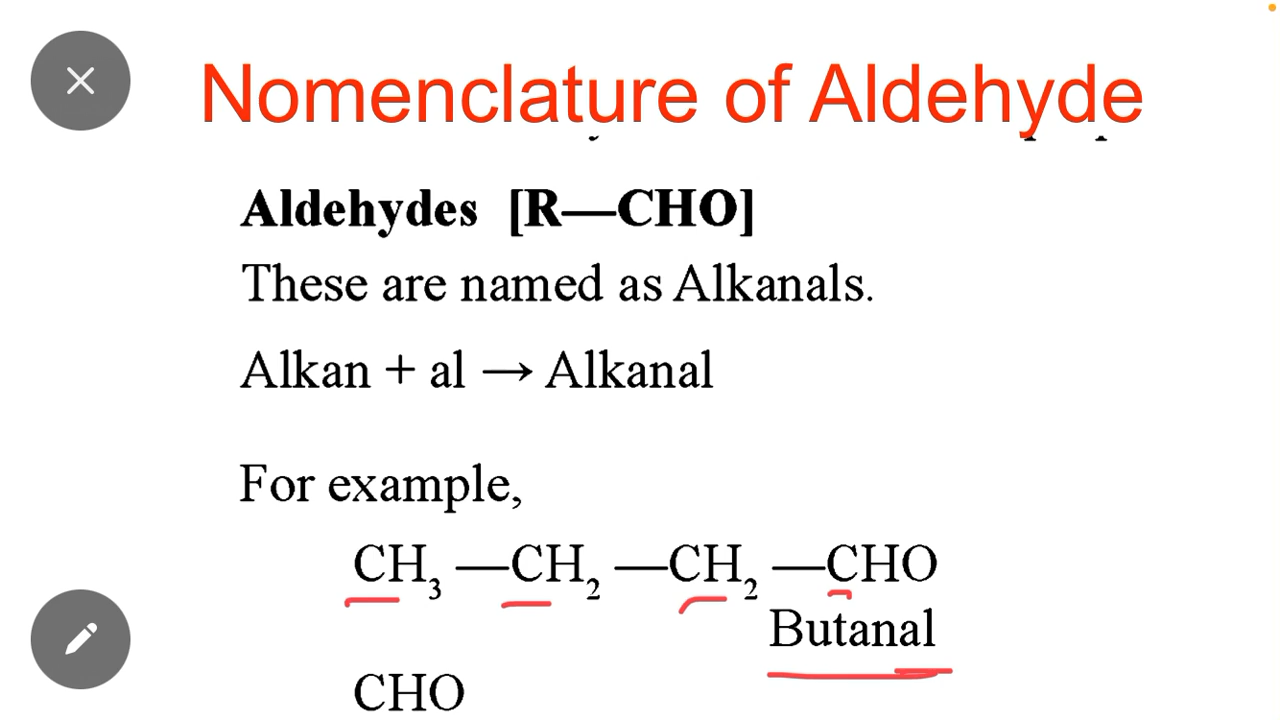 Nomenclature of Aldehyde
Aldehydes [R—CHO]
These are named as Alkanals.
Alkan + al → Alkanal
For example,
CH₃ —CH₂ —CH₂ —CHO
Butanal
CHO